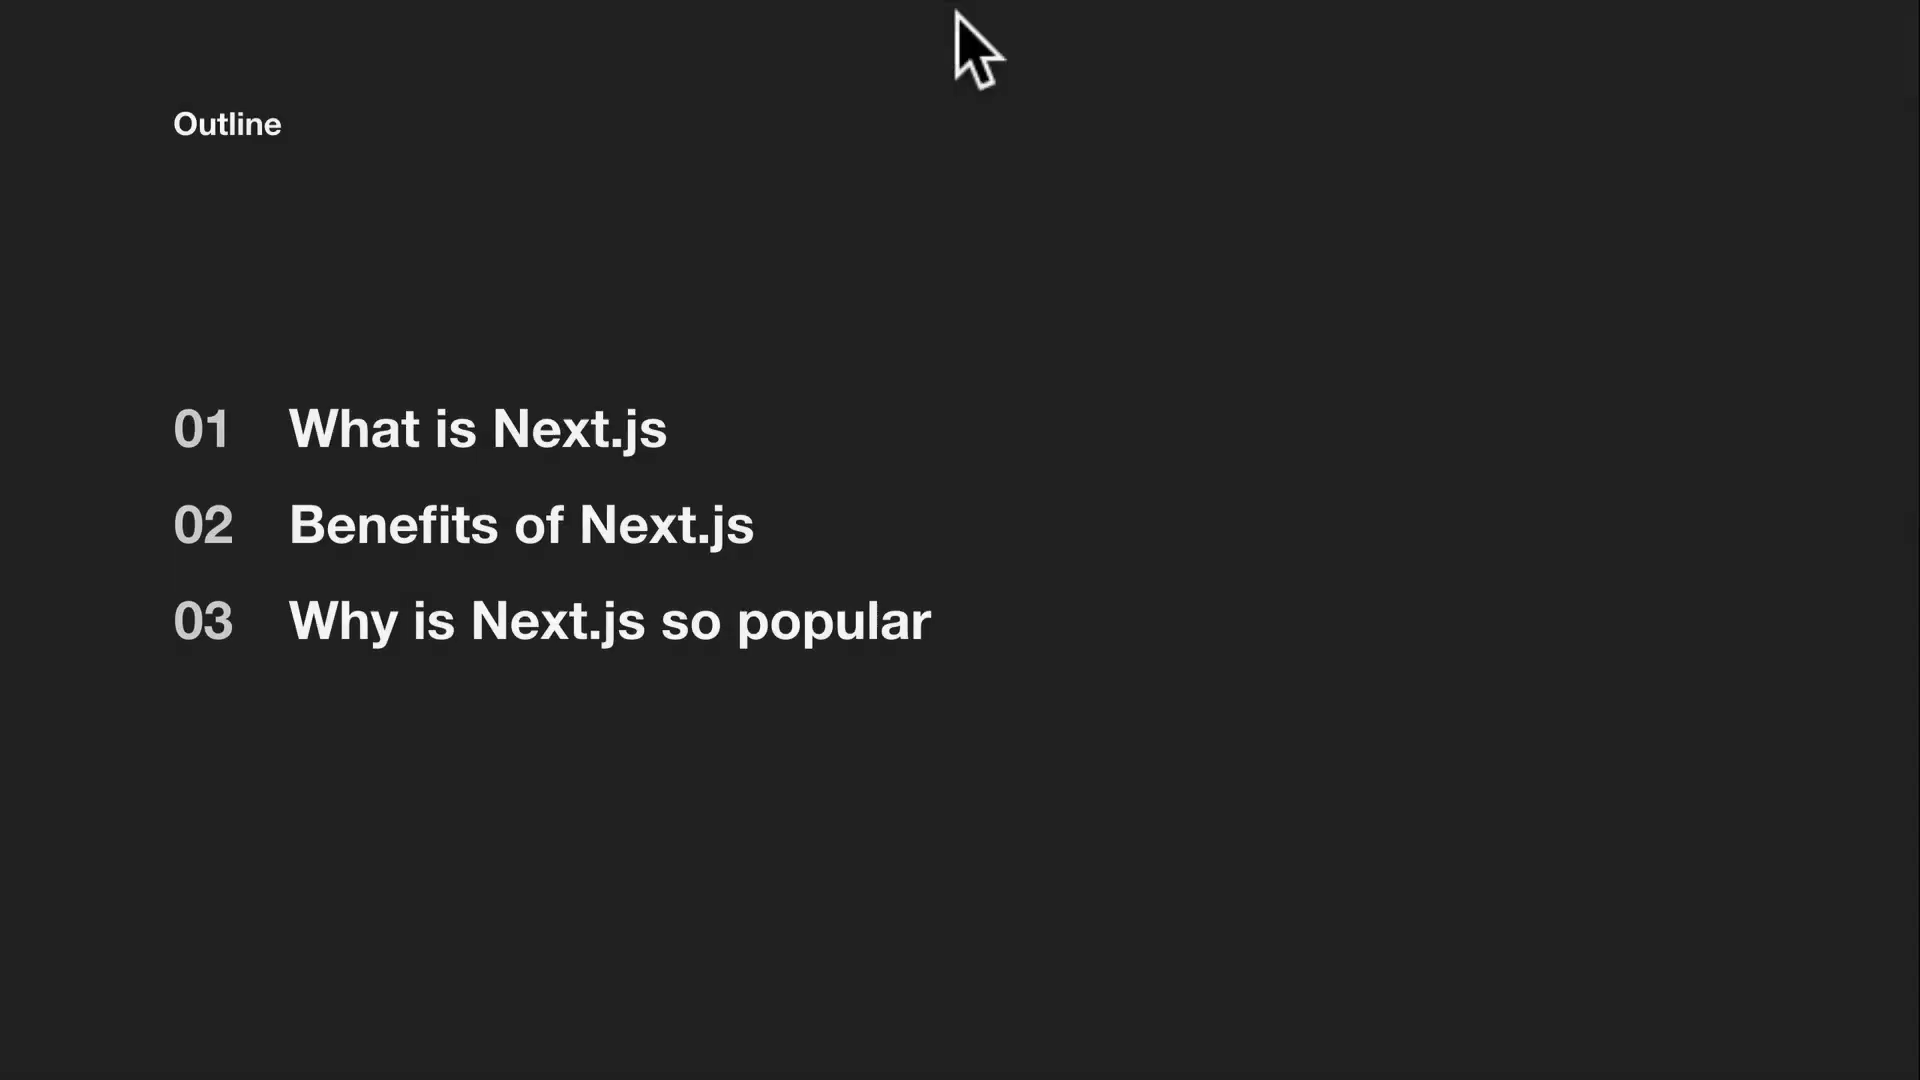 Outline
01 What is Next.js
02 Benefits of Next.js
03 Why is Next.js so popular